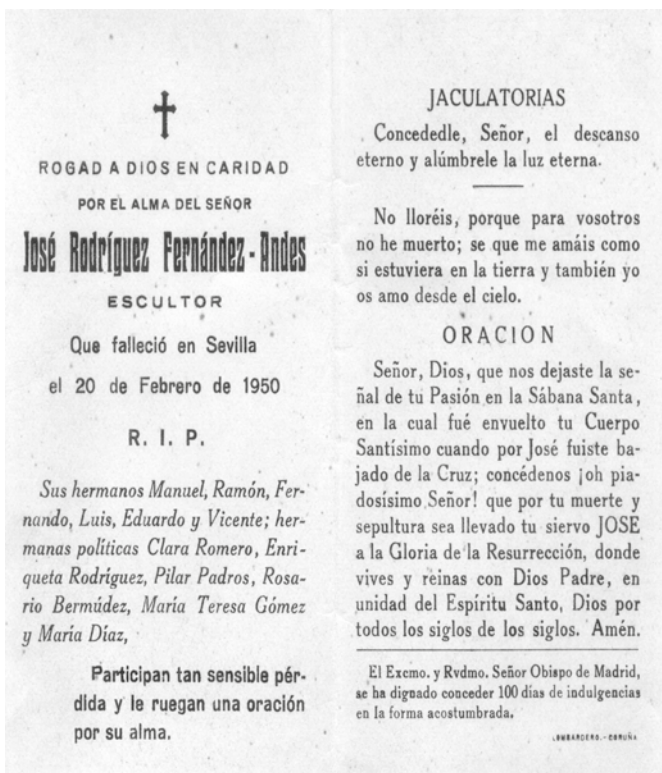 ROGAD A DIOS EN CARIDAD
POR EL ALMA DEL SEÑOR
José Rodríguez Fernández-Andes
ESCULTOR
Que falleció en Sevilla
el 20 de Febrero de 1950
R. I. P.
Sus hermanos Manuel, Ramón, Fer-
nando, Luis, Eduardo y Vicente; her-
manas políticas Clara Romero, Enri-
queta Rodríguez, Pilar Padros, Rosa-
rio Bermúdez, María Teresa Gómez
y María Díaz,
Participan tan sensible pér-
dida y le ruegan una oración
por su alma.
JACULATORIAS
Concededle, Señor, el descanso
eterno y alúmbrele la luz eterna.
No lloréis, porque para vosotros
no he muerto; se que me amáis como
si estuviera en la tierra y también yo
os amo desde el cielo.
ORACION
Señor, Dios, que nos dejaste la se-
ñal de tu Pasión en la Sábana Santa,
en la cual fué envuelto tu Cuerpo
Santísimo cuando por José fuiste ba-
jado de la Cruz; concédenos ¡oh pia-
dosísimo Señor! que por tu muerte y
sepultura sea llevado tu siervo JOSE
a la Gloria de la Resurrección, donde
vives y reinas con Dios Padre, en
unidad del Espíritu Santo, Dios por
todos los siglos de los siglos. Amén.
El Excmo. y Rvdmo. Señor Obispo de Madrid,
se ha dignado conceder 100 días de indulgencias
en la forma acostumbrada.
LOMBARDERO.-CORUÑA